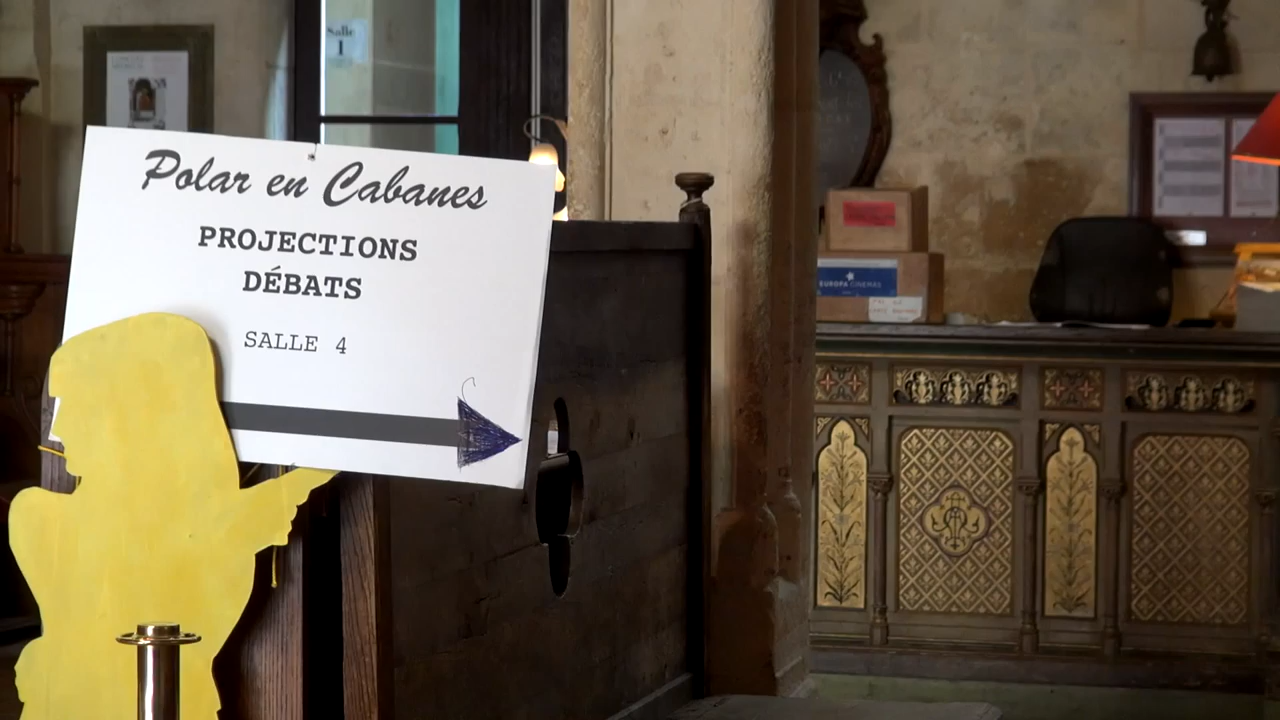 Salle
1
Polar en Cabanes
PROJECTIONS
DÉBATS
SALLE 4
EUROPA CINEMAS